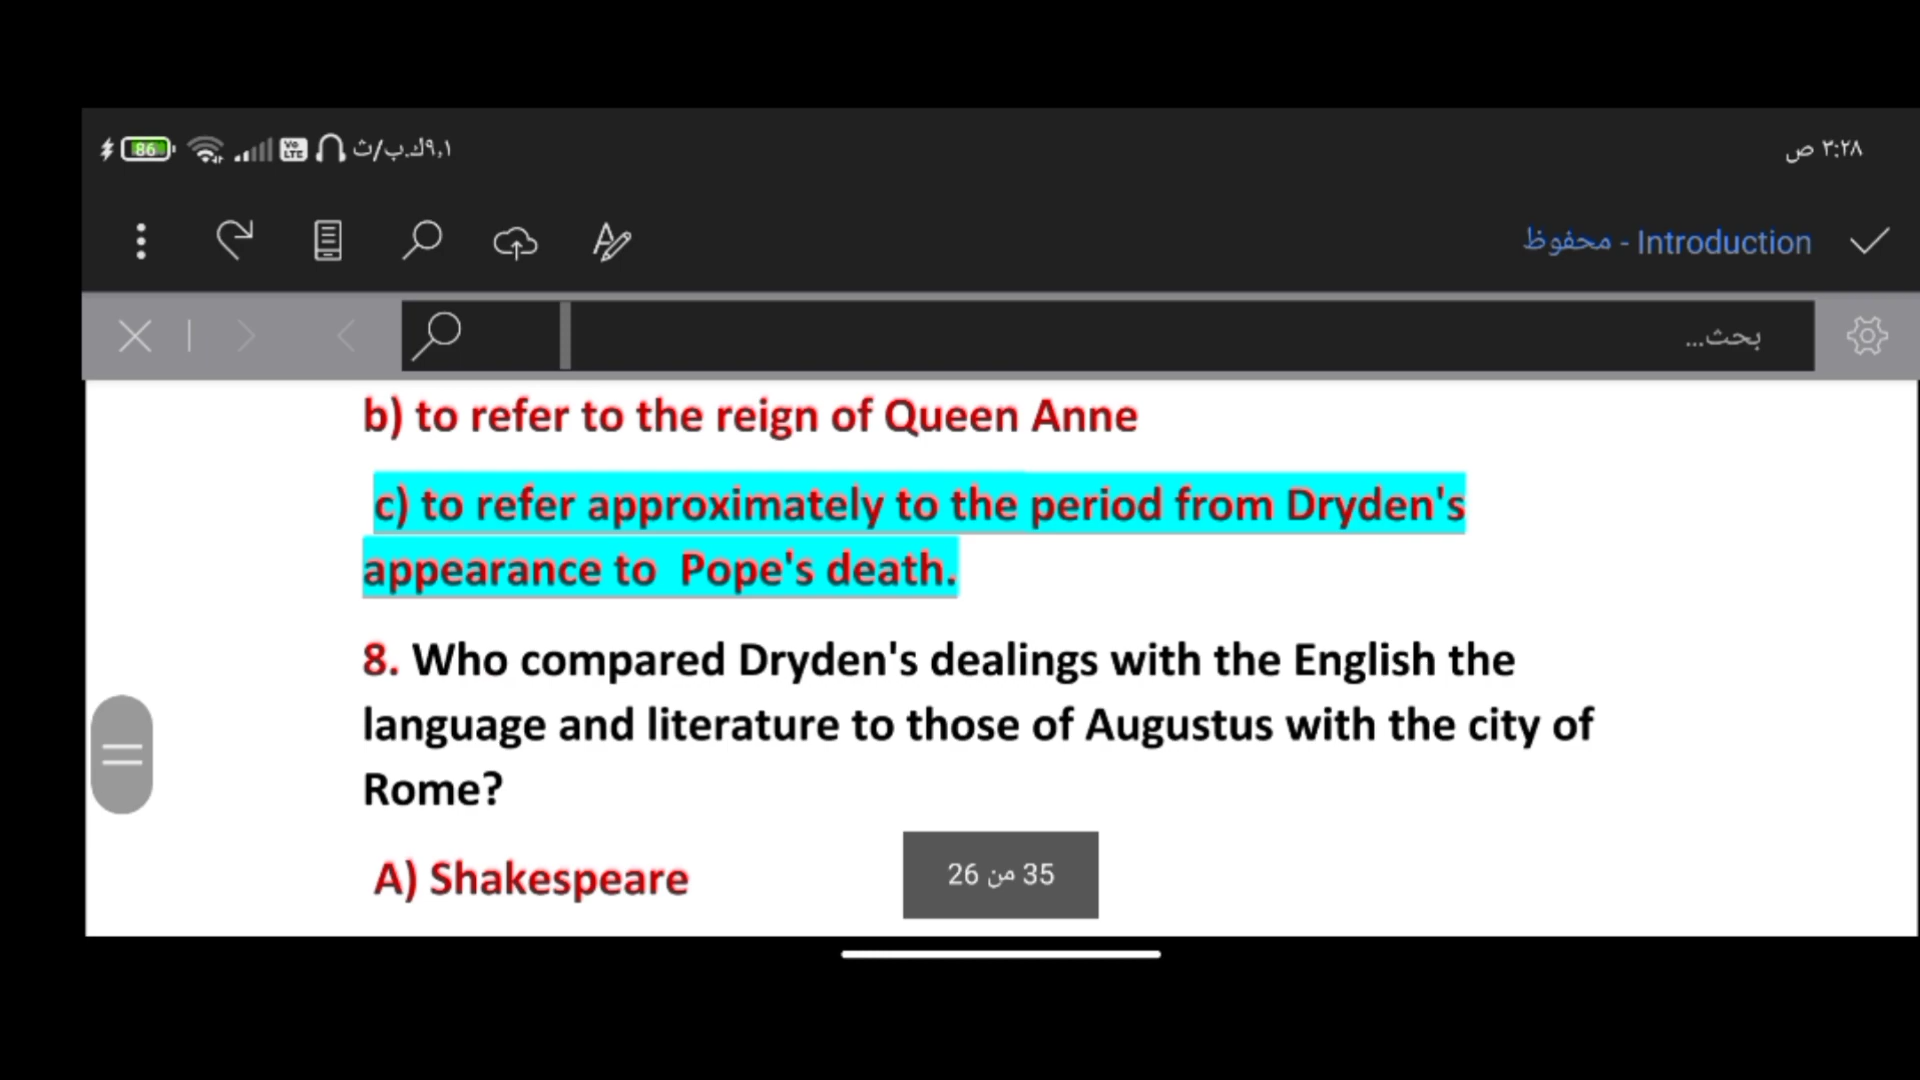 86 ٩,١ك.ب/ث ٣:٢٨ ص
Introduction - محفوظ
بحث...
b) to refer to the reign of Queen Anne
c) to refer approximately to the period from Dryden's
appearance to Pope's death.
8. Who compared Dryden's dealings with the English the
language and literature to those of Augustus with the city of
Rome?
A) Shakespeare
26 من 35